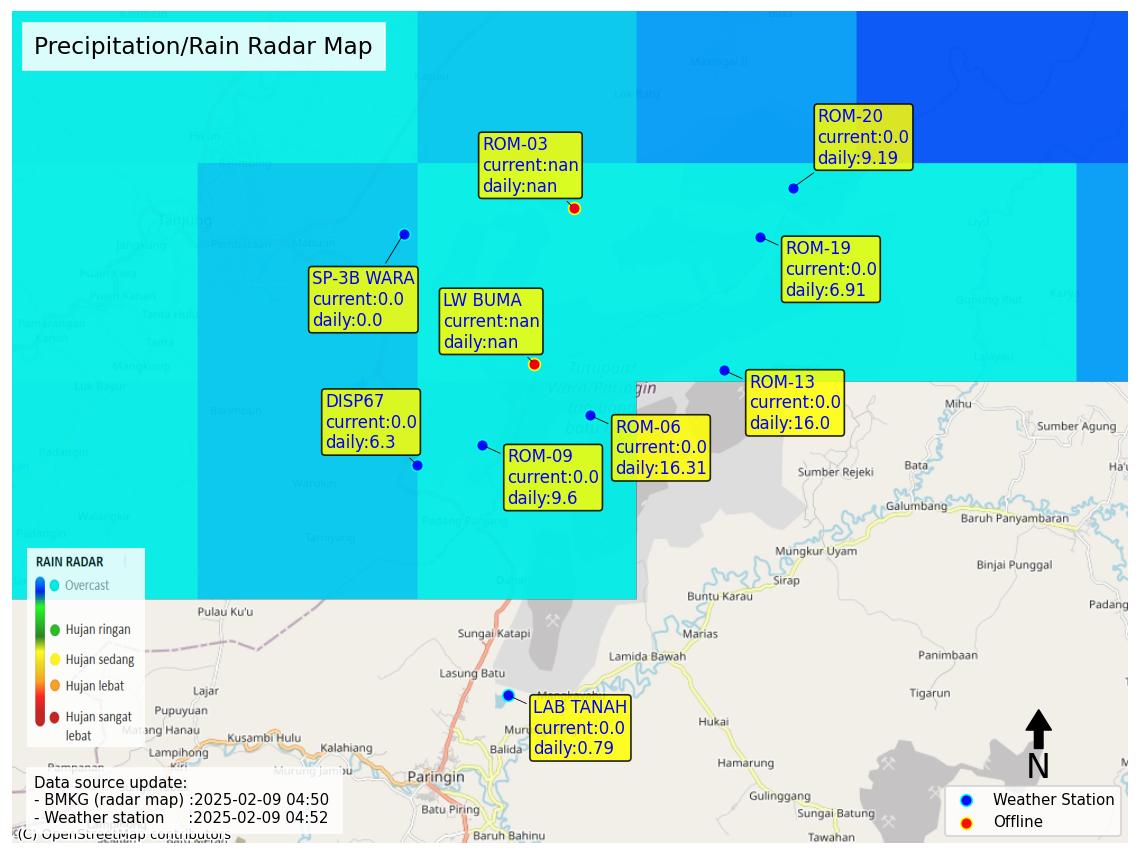 Precipitation/Rain Radar Map
ROM-20
current:0.0
daily:9.19
ROM-03
current:nan
daily:nan
ROM-19
current:0.0
daily:6.91
SP-3B WARA
current:0.0
daily:0.0
LW BUMA
current:nan
daily:nan
ROM-13
current:0.0
daily:16.0
DISP67
current:0.0
daily:6.3
ROM-06
current:0.0
daily:16.31
ROM-09
current:0.0
daily:9.6
LAB TANAH
current:0.0
daily:0.79
Tanjung
Mihu
Sumber Agung
Bata
Sumber Rejeki
Galumbang
Baruh Panyambaran
Mungkur Uyam
Binjai Punggal
Sirap
Buntu Karau
Padang
Pulau Ku'u
Sungai Katapi
Marias
Lamida Bawah
Panimbaan
Lasung Batu
Tigarun
Lajar
Pupuyuan
Matang Hanau
Hukai
Kusambi Hulu
Kalahiang
Balida
Lampihong
Murung Jambu
Hamarung
Paringin
Gulinggang
Batu Piring
Sungai Batung
Baruh Bahinu
Tawahan
RAIN RADAR
Overcast
Hujan ringan
Hujan sedang
Hujan lebat
Hujan sangat
lebat
N
Data source update:
- BMKG (radar map) :2025-02-09 04:50
- Weather station :2025-02-09 04:52
(C) OpenStreetMap contributors
Weather Station
Offline